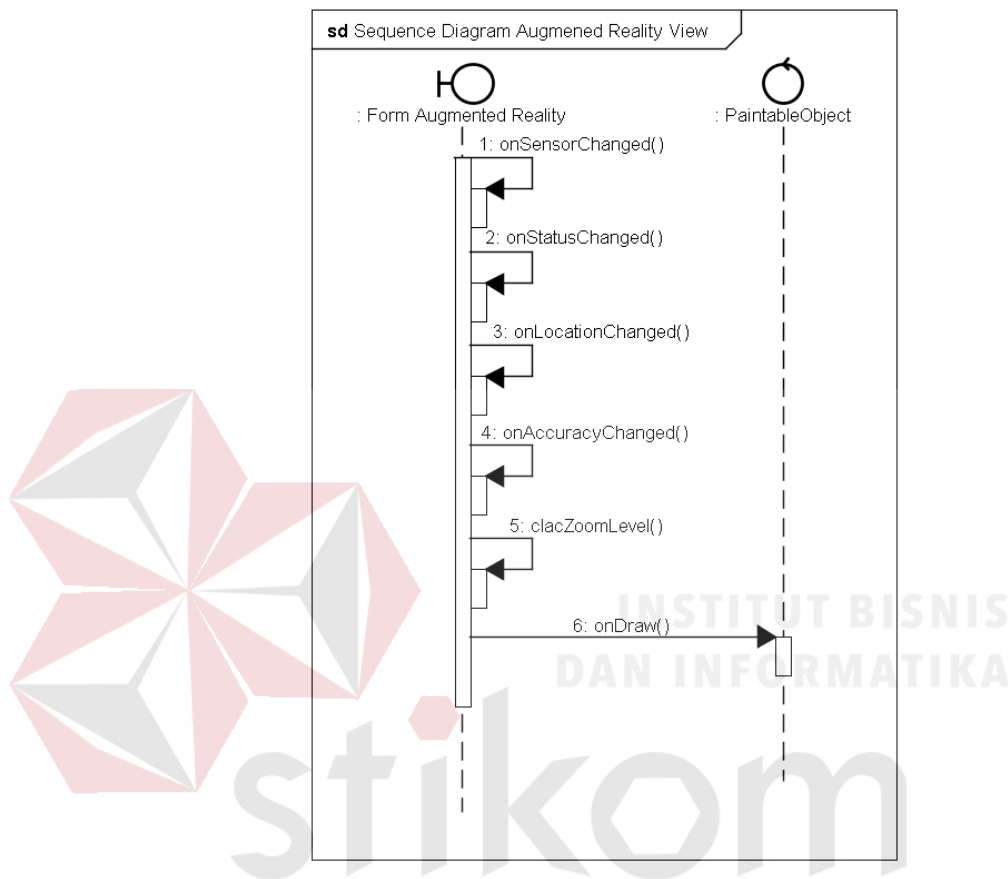 sd Sequence Diagram Augmened Reality View
: Form Augmented Reality
: PaintableObject
1: onSensorChanged()
2: onStatusChanged()
3: onLocationChanged()
4: onAccuracyChanged()
5: clacZoomLevel()
6: onDraw()
INSTITUT BISNIS
DAN INFORMATIKA
stikom